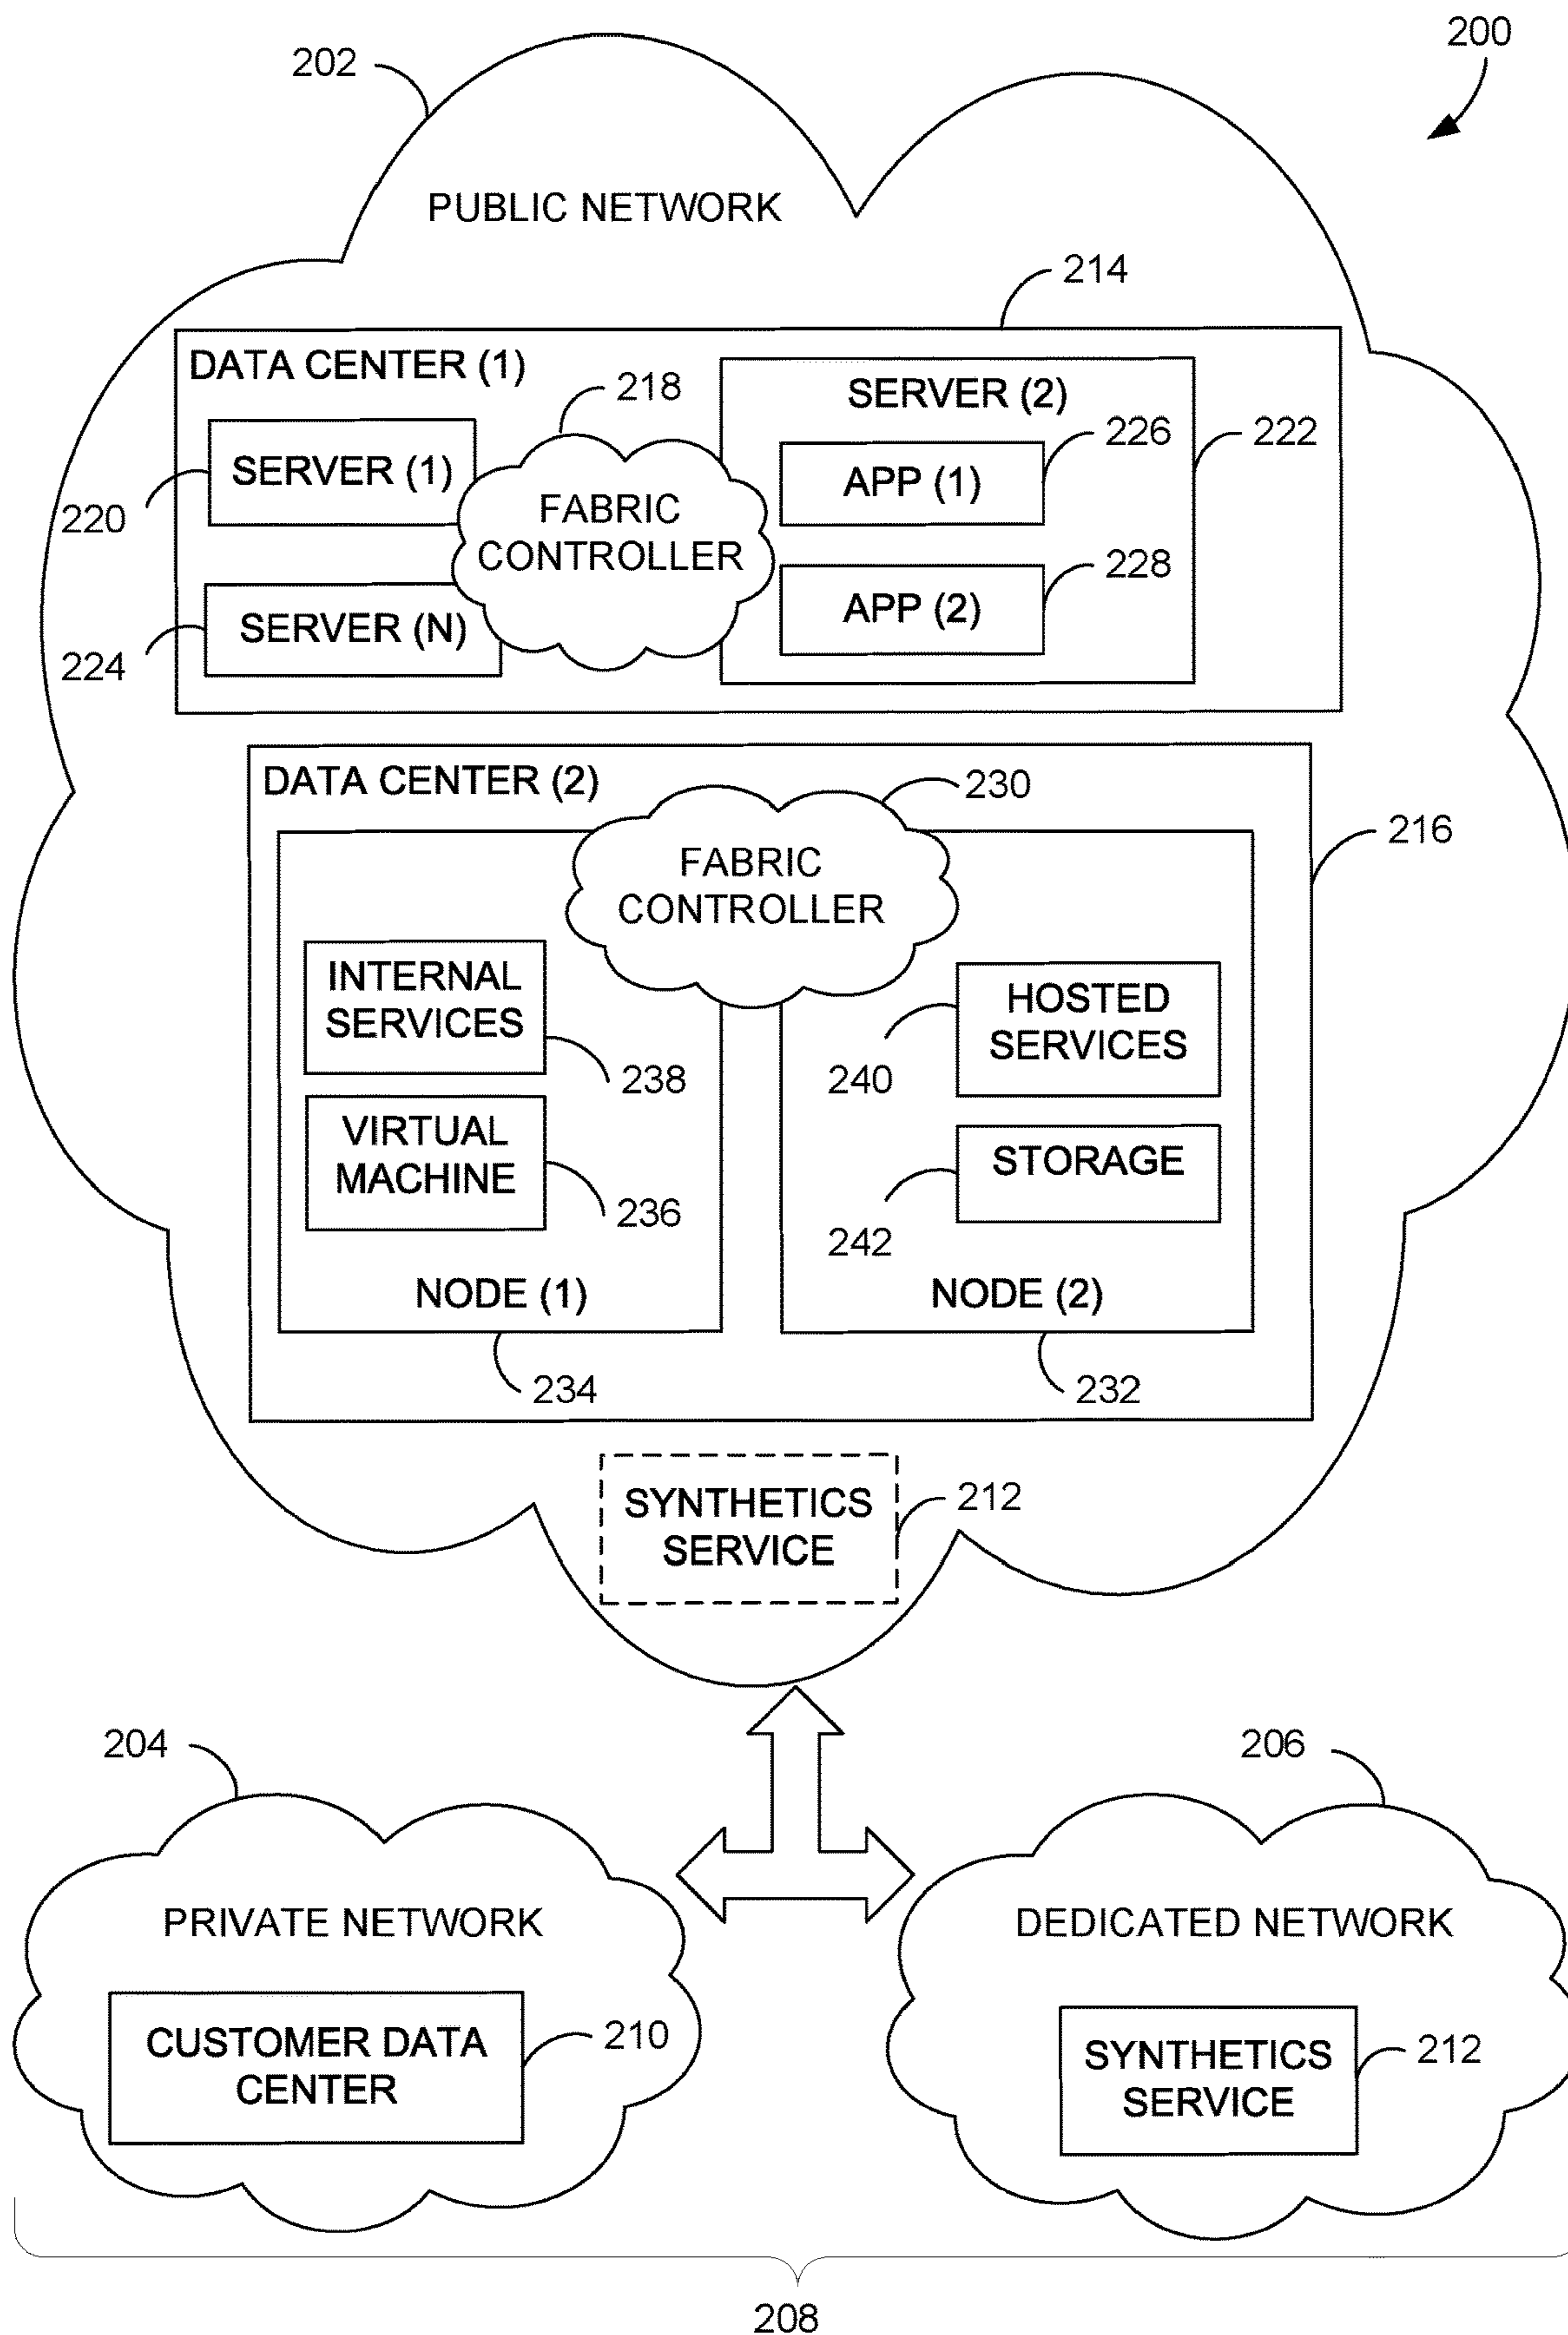 200
202
PUBLIC NETWORK
214
DATA CENTER (1)
218
SERVER (2)
226
222
SERVER (1)
APP (1)
220
FABRIC
CONTROLLER
228
SERVER (N)
APP (2)
224
DATA CENTER (2)
230
216
FABRIC
CONTROLLER
INTERNAL
SERVICES
238
HOSTED
SERVICES
240
VIRTUAL
MACHINE
236
STORAGE
242
NODE (1)
NODE (2)
234
232
SYNTHETICS
SERVICE
212
204
206
PRIVATE NETWORK
DEDICATED NETWORK
CUSTOMER DATA
CENTER
210
SYNTHETICS
SERVICE
212
208